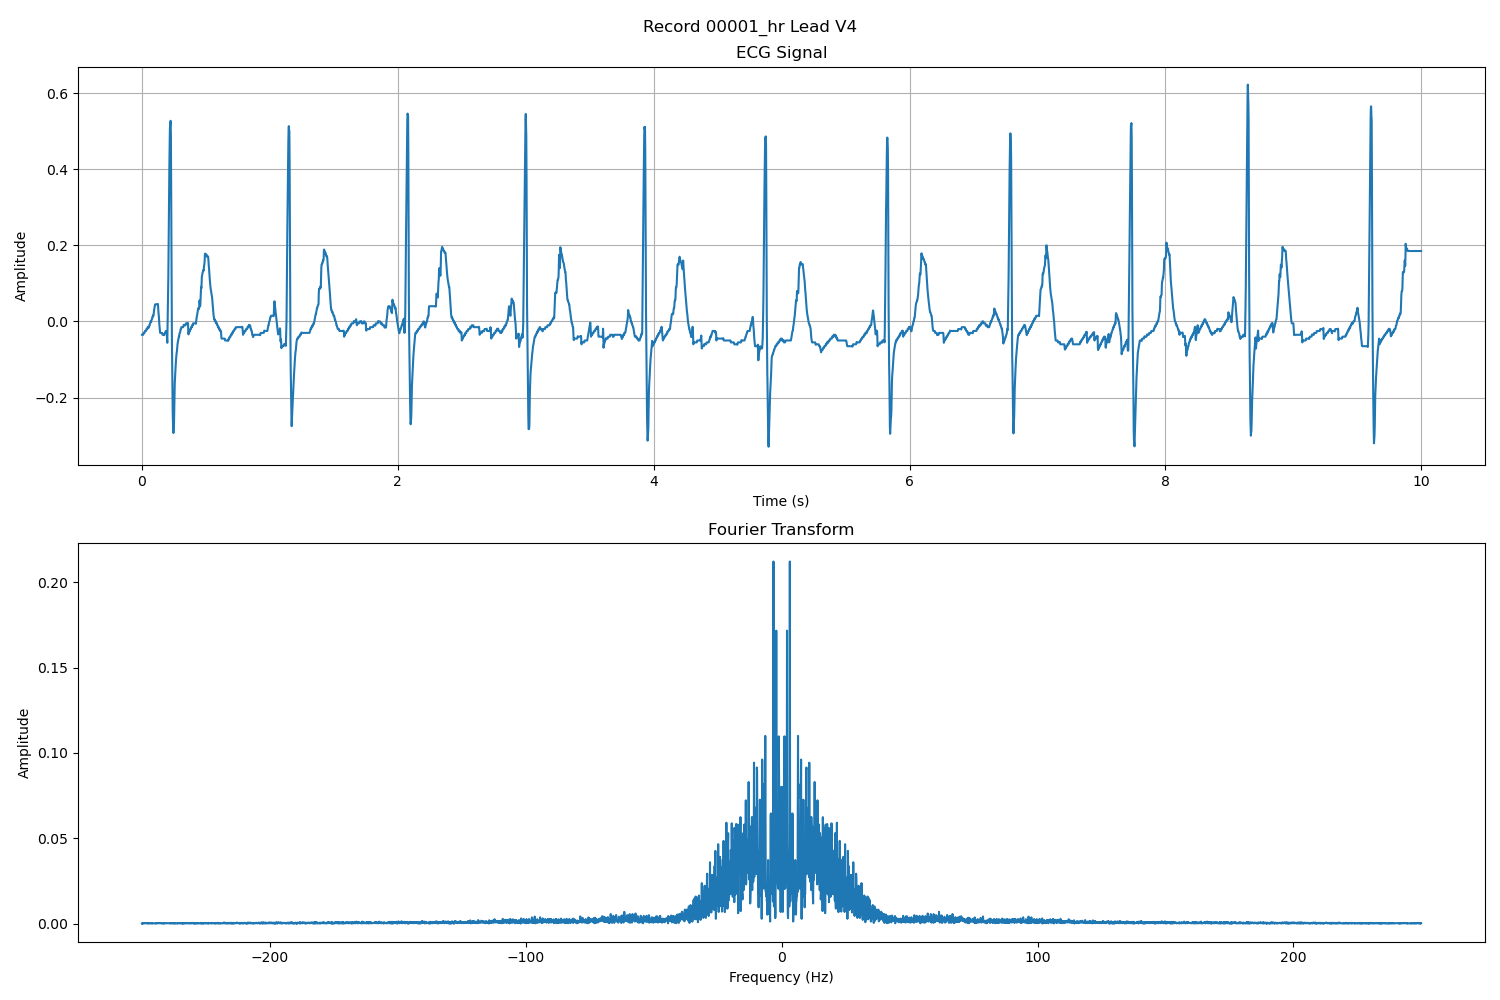 Record 00001_hr Lead V4
ECG Signal
Amplitude
0.6
0.4
0.2
0.0
−0.2
0 2 4 6 8 10
Time (s)
Fourier Transform
Amplitude
0.20
0.15
0.10
0.05
0.00
−200 −100 0 100 200
Frequency (Hz)